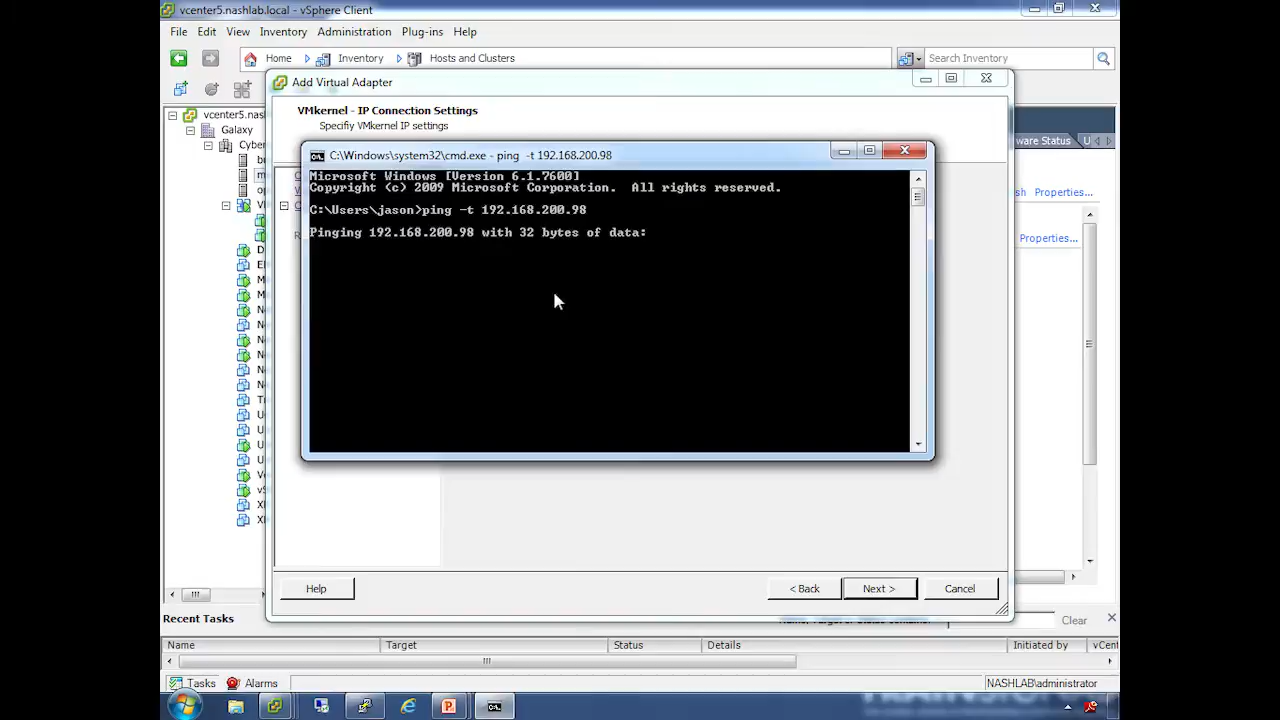 vcenter5.nashlab.local - vSphere Client
File Edit View Inventory Administration Plug-ins Help
Home Inventory Hosts and Clusters
Search Inventory
Add Virtual Adapter
VMkernel - IP Connection Settings
Specifiy VMkernel IP settings
vcenter5.nas
Galaxy
Cyber
ware Status
Properties...
Properties...
C:\Windows\system32\cmd.exe - ping -t 192.168.200.98
Microsoft Windows [Version 6.1.7600]
Copyright (c) 2009 Microsoft Corporation. All rights reserved.
C:\Users\jason>ping -t 192.168.200.98
Pinging 192.168.200.98 with 32 bytes of data:
Help < Back Next > Cancel
Recent Tasks
Clear
Name Target Status Details Initiated by vCent
Tasks Alarms NASHLAB\administrator